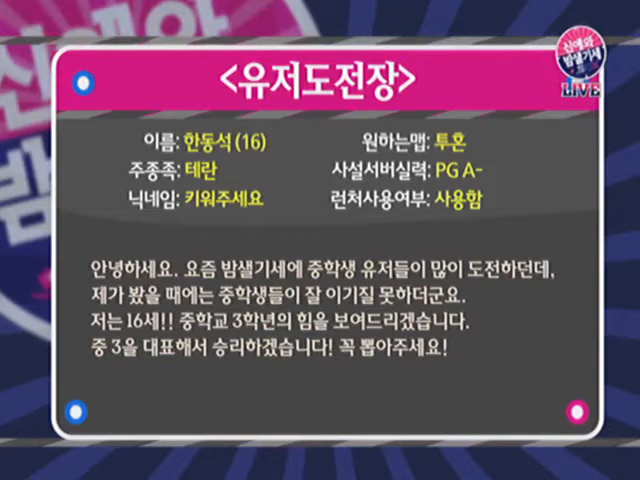 신애와
밤샐기세
LIVE
<유저도전장>
이름: 한동석 (16)
원하는맵: 투혼
주종족: 테란
사설서버실력: PG A-
닉네임: 키워주세요
런처사용여부: 사용함
안녕하세요. 요즘 밤샐기세에 중학생 유저들이 많이 도전하던데,
제가 봤을 때에는 중학생들이 잘 이기질 못하더군요.
저는 16세!! 중학교 3학년의 힘을 보여드리겠습니다.
중 3을 대표해서 승리하겠습니다! 꼭 뽑아주세요!